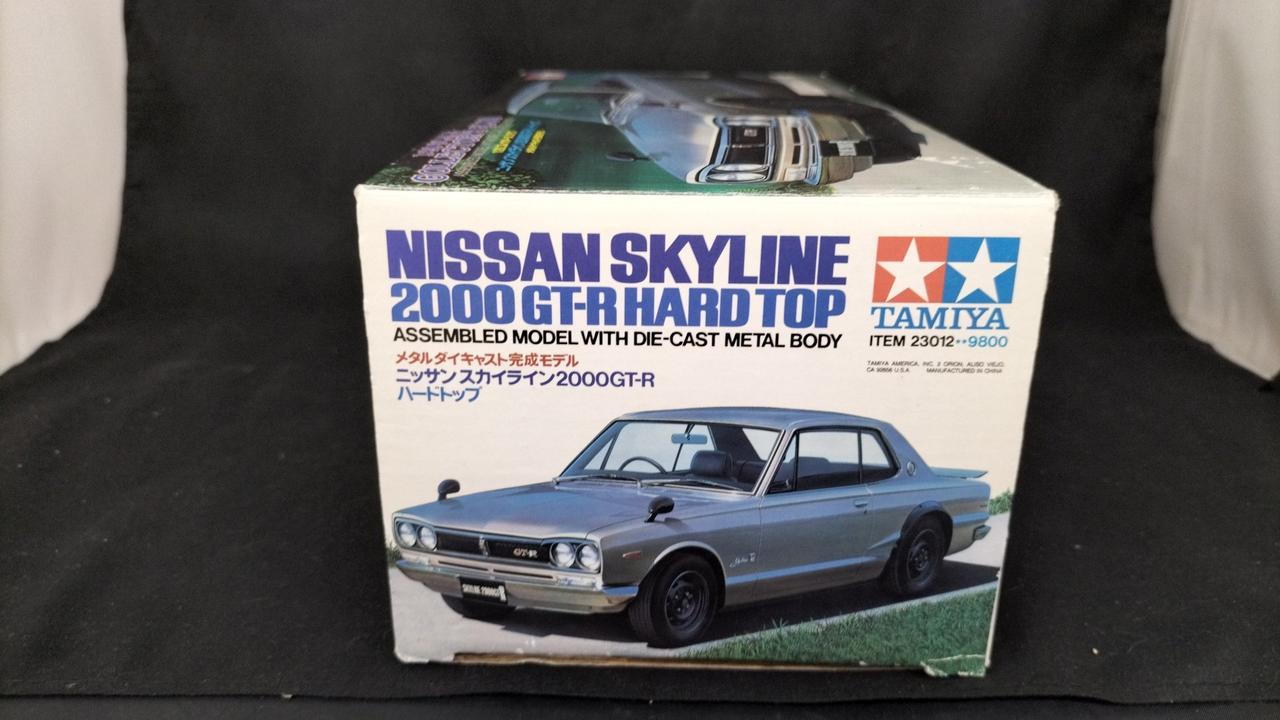 NISSAN SKYLINE
2000 GT-R HARD TOP
ASSEMBLED MODEL WITH DIE-CAST METAL BODY
メタルダイキャスト完成モデル
ニッサン スカイライン2000GT-R
ハードトップ
TAMIYA
ITEM 23012**9800
TAMIYA AMERICA, INC. 2 ORION, ALISO VIEJO,
CA 92656 U.S.A. MANUFACTURED IN CHINA
GT-R
SKYLINE 2000GT